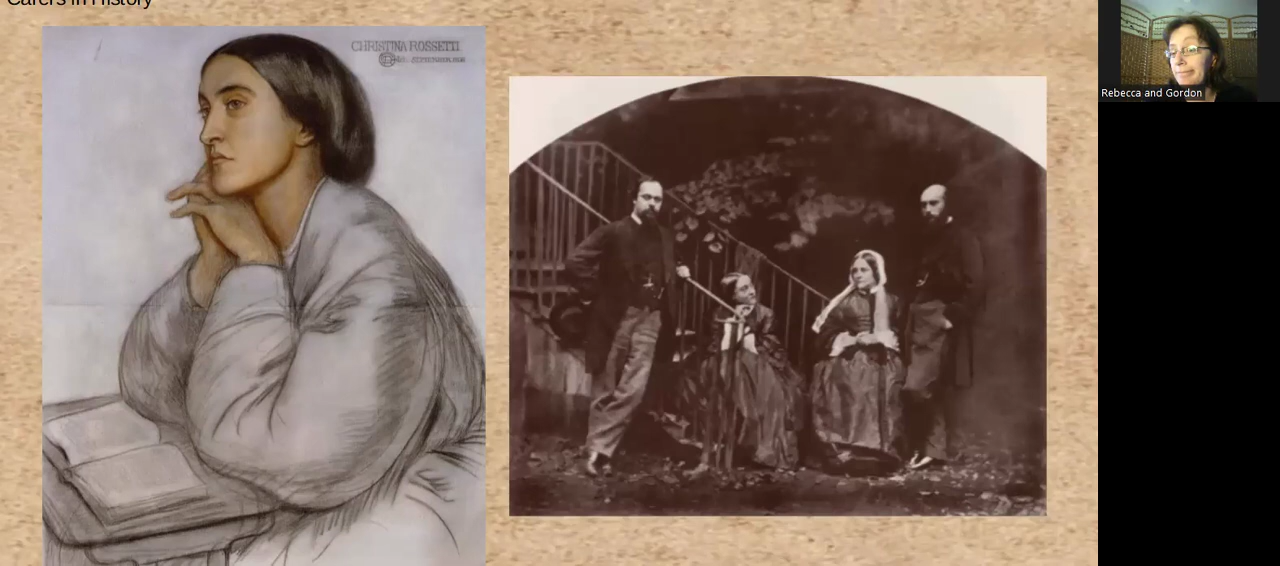 Carers in History
CHRISTINA ROSSETTI
Rebecca and Gordon